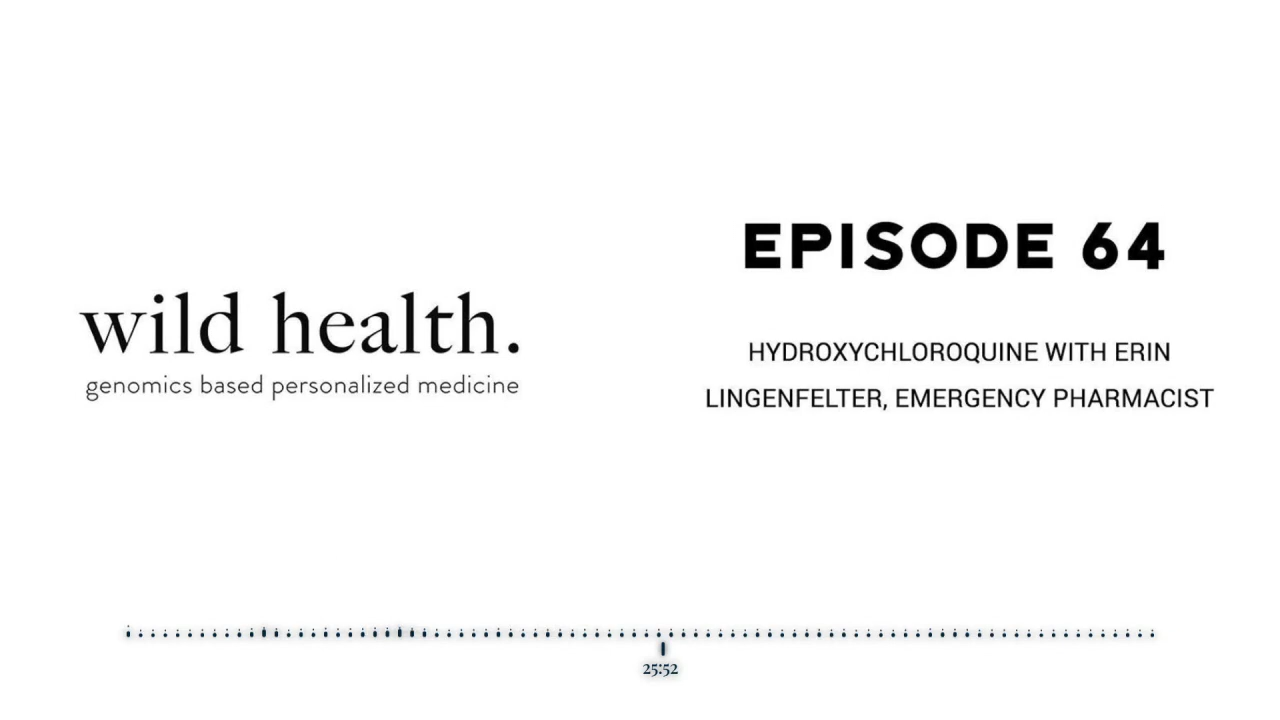 wild health.
genomics based personalized medicine
EPISODE 64
HYDROXYCHLOROQUINE WITH ERIN
LINGENFELTER, EMERGENCY PHARMACIST
25:52